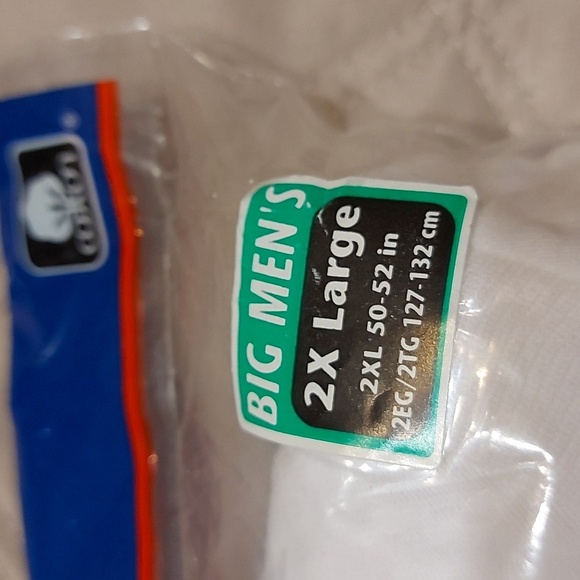 cotton
®
BIG MEN'S
2X Large
2XL 50-52 in
2EG/2TG 127-132 cm